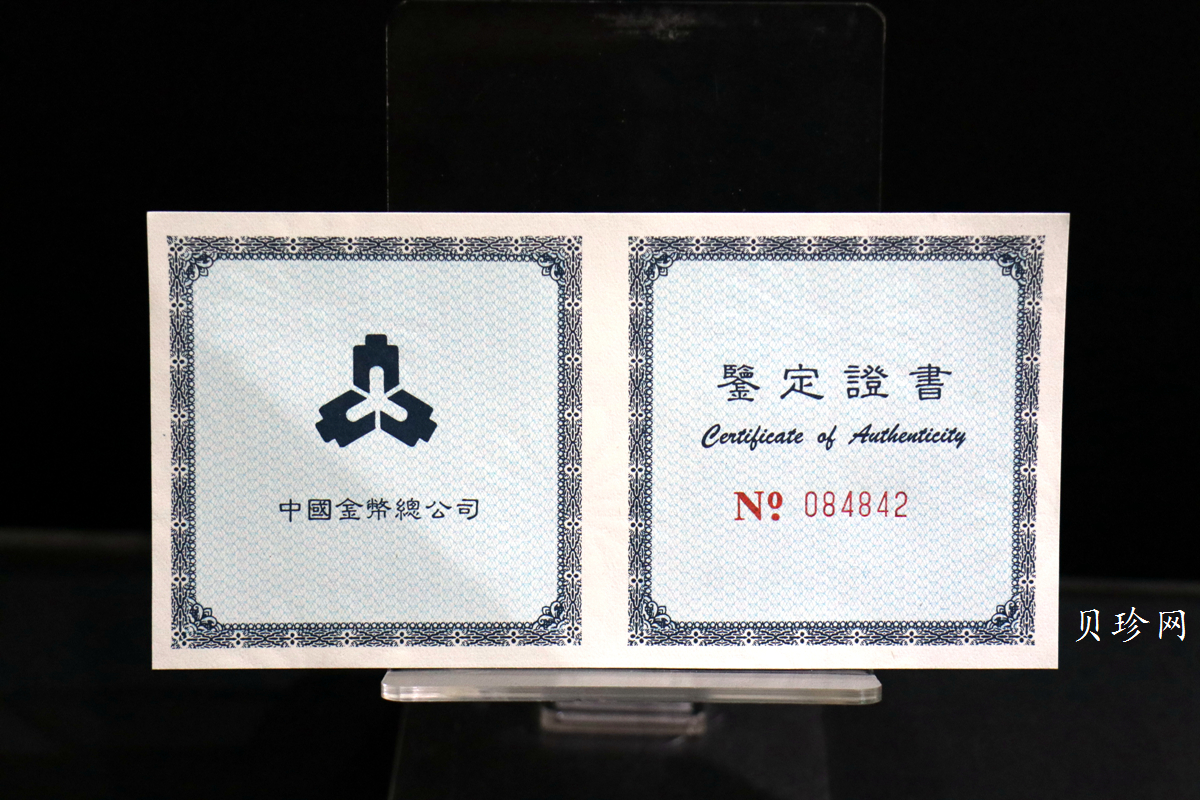 中國金幣總公司
鑒定證書
Certificate of Authenticity
Nº 084842
贝珍网